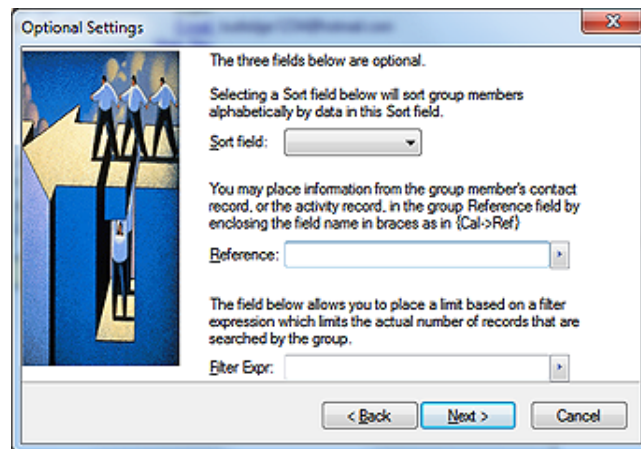 Optional Settings
The three fields below are optional.
Selecting a Sort field below will sort group members
alphabetically by data in this Sort field.
Sort field:
You may place information from the group member's contact
record, or the activity record, in the group Reference field by
enclosing the field name in braces as in {Cal->Ref}
Reference:
The field below allows you to place a limit based on a filter
expression which limits the actual number of records that are
searched by the group.
Filter Expr:
< Back
Next >
Cancel